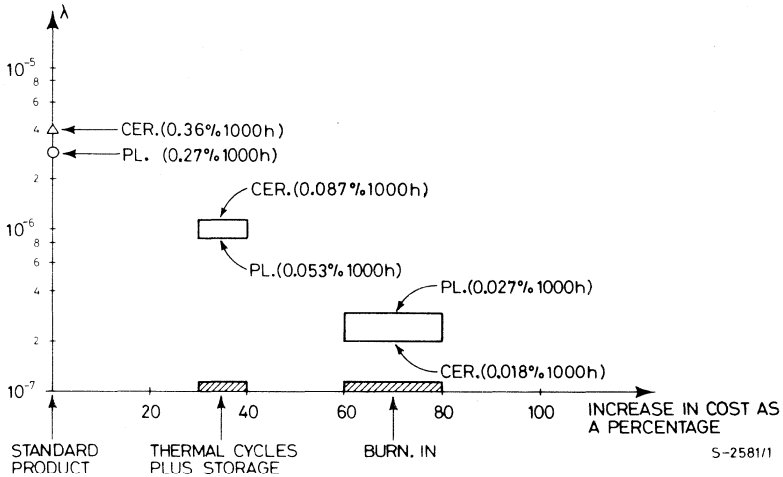 λ
10⁻⁵
8
6
4
CER.(0.36%1000h)
PL. (0.27%1000h)
2
CER.(0.087%1000h)
10⁻⁶
8
6
PL.(0.053%1000h)
4
PL.(0.027%1000h)
2
CER.(0.018%1000h)
10⁻⁷
20 40 60 80 100
INCREASE IN COST AS
A PERCENTAGE
STANDARD
PRODUCT
THERMAL CYCLES
PLUS STORAGE
BURN. IN
S-2581/1